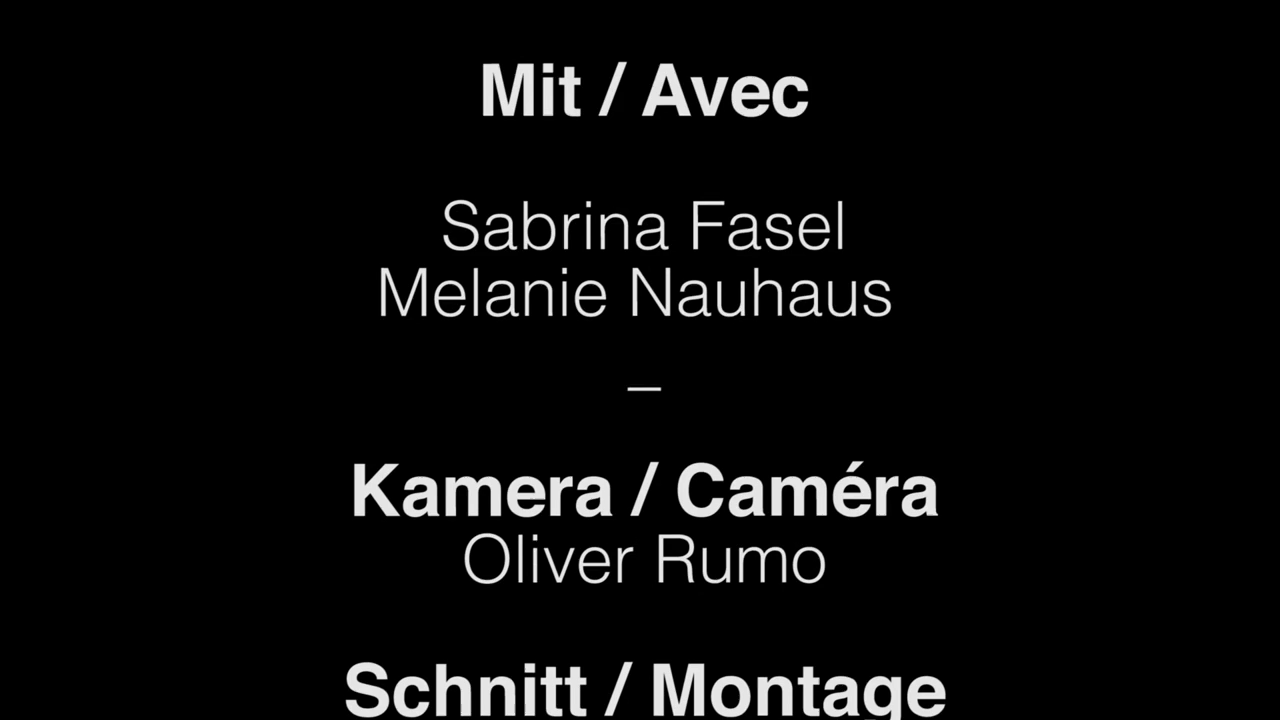 Mit / Avec
Sabrina Fasel
Melanie Nauhaus
–
Kamera / Caméra
Oliver Rumo
Schnitt / Montage